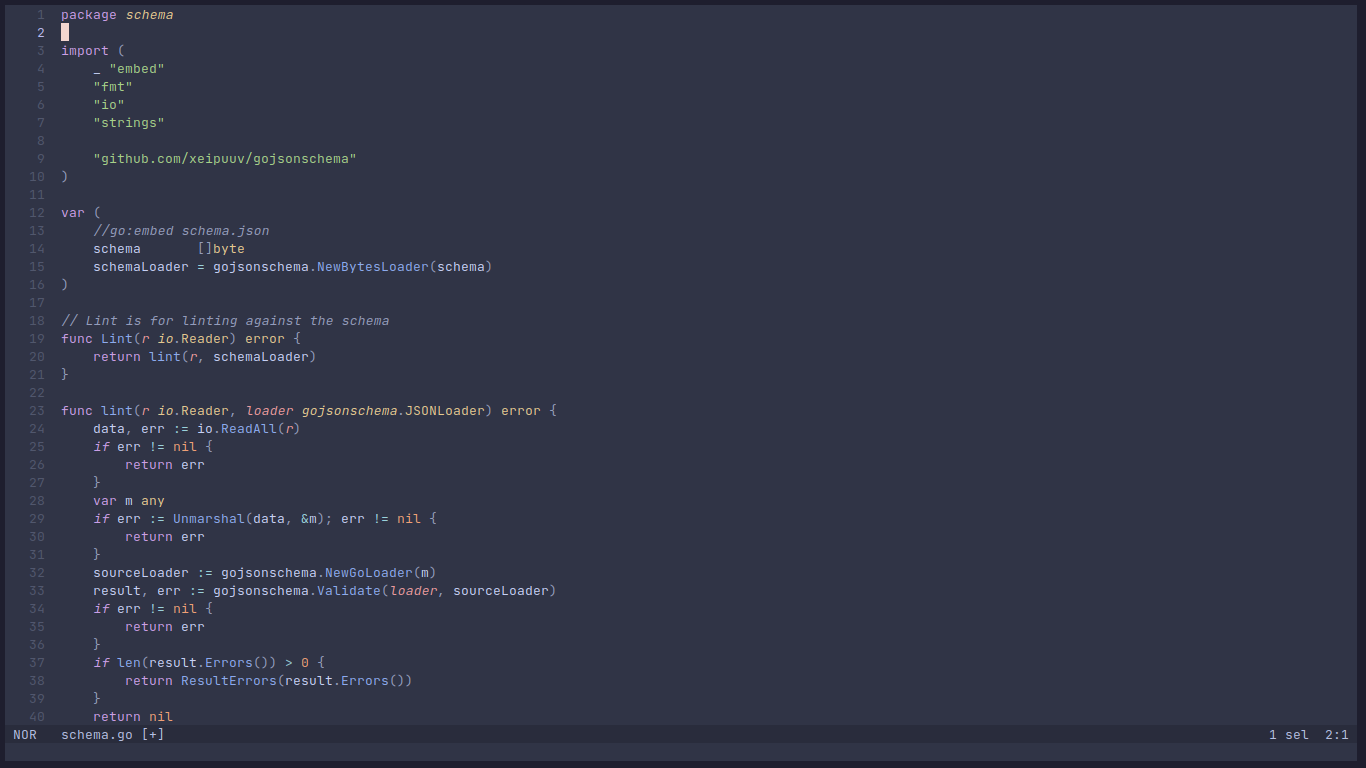 1 package schema
2
3 import (
4     _ "embed"
5     "fmt"
6     "io"
7     "strings"
8
9     "github.com/xeipuuv/gojsonschema"
10 )
11
12 var (
13     //go:embed schema.json
14     schema       []byte
15     schemaLoader = gojsonschema.NewBytesLoader(schema)
16 )
17
18 // Lint is for linting against the schema
19 func Lint(r io.Reader) error {
20     return lint(r, schemaLoader)
21 }
22
23 func lint(r io.Reader, loader gojsonschema.JSONLoader) error {
24     data, err := io.ReadAll(r)
25     if err != nil {
26         return err
27     }
28     var m any
29     if err := Unmarshal(data, &m); err != nil {
30         return err
31     }
32     sourceLoader := gojsonschema.NewGoLoader(m)
33     result, err := gojsonschema.Validate(loader, sourceLoader)
34     if err != nil {
35         return err
36     }
37     if len(result.Errors()) > 0 {
38         return ResultErrors(result.Errors())
39     }
40     return nil
NOR   schema.go [+]   1 sel  2:1